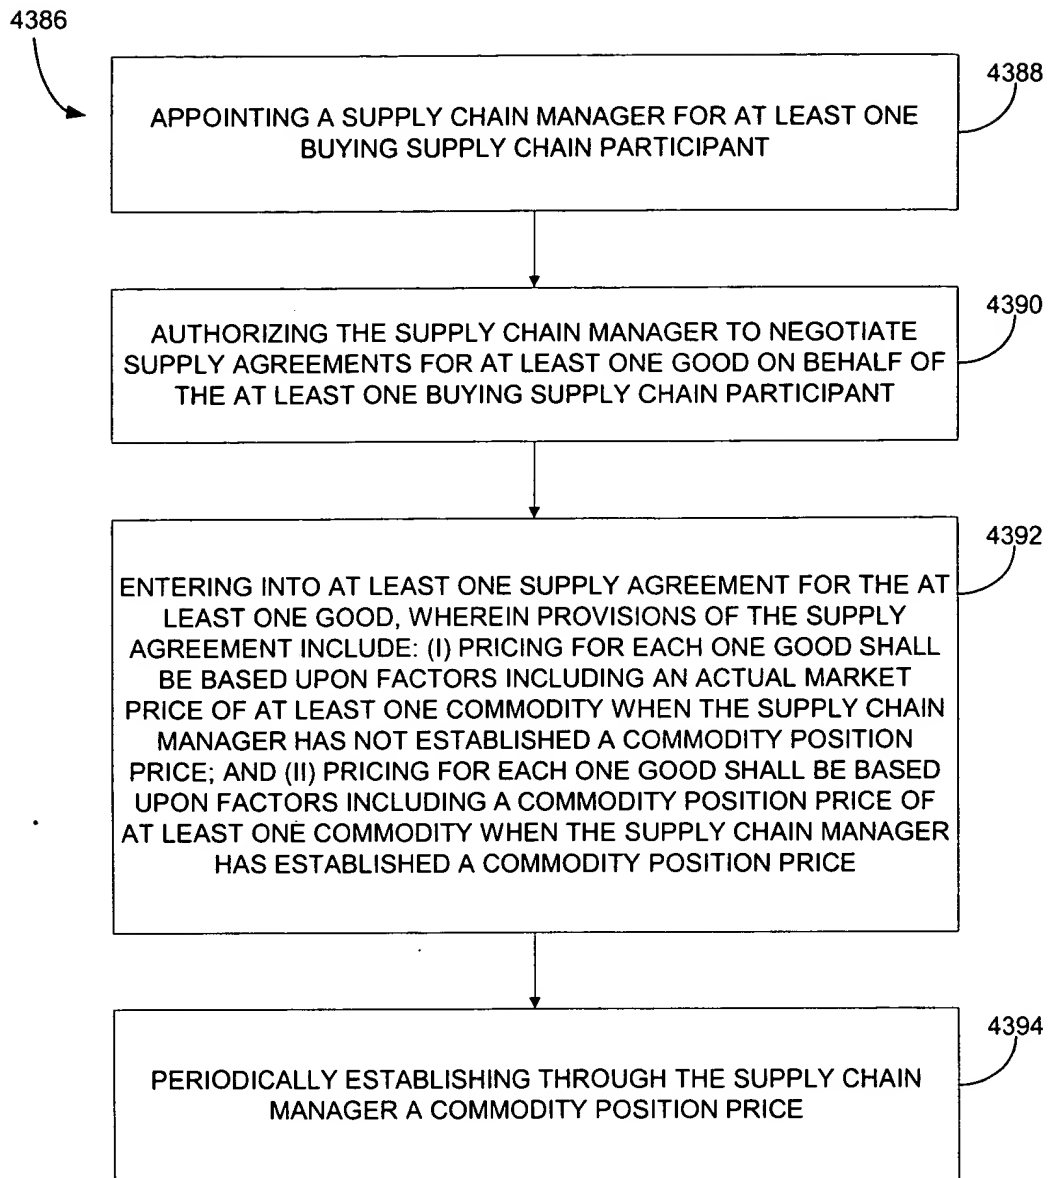 4386
4388
APPOINTING A SUPPLY CHAIN MANAGER FOR AT LEAST ONE
BUYING SUPPLY CHAIN PARTICIPANT
4390
AUTHORIZING THE SUPPLY CHAIN MANAGER TO NEGOTIATE
SUPPLY AGREEMENTS FOR AT LEAST ONE GOOD ON BEHALF OF
THE AT LEAST ONE BUYING SUPPLY CHAIN PARTICIPANT
4392
ENTERING INTO AT LEAST ONE SUPPLY AGREEMENT FOR THE AT
LEAST ONE GOOD, WHEREIN PROVISIONS OF THE SUPPLY
AGREEMENT INCLUDE: (I) PRICING FOR EACH ONE GOOD SHALL
BE BASED UPON FACTORS INCLUDING AN ACTUAL MARKET
PRICE OF AT LEAST ONE COMMODITY WHEN THE SUPPLY CHAIN
MANAGER HAS NOT ESTABLISHED A COMMODITY POSITION
PRICE; AND (II) PRICING FOR EACH ONE GOOD SHALL BE BASED
UPON FACTORS INCLUDING A COMMODITY POSITION PRICE OF
AT LEAST ONE COMMODITY WHEN THE SUPPLY CHAIN MANAGER
HAS ESTABLISHED A COMMODITY POSITION PRICE
4394
PERIODICALLY ESTABLISHING THROUGH THE SUPPLY CHAIN
MANAGER A COMMODITY POSITION PRICE